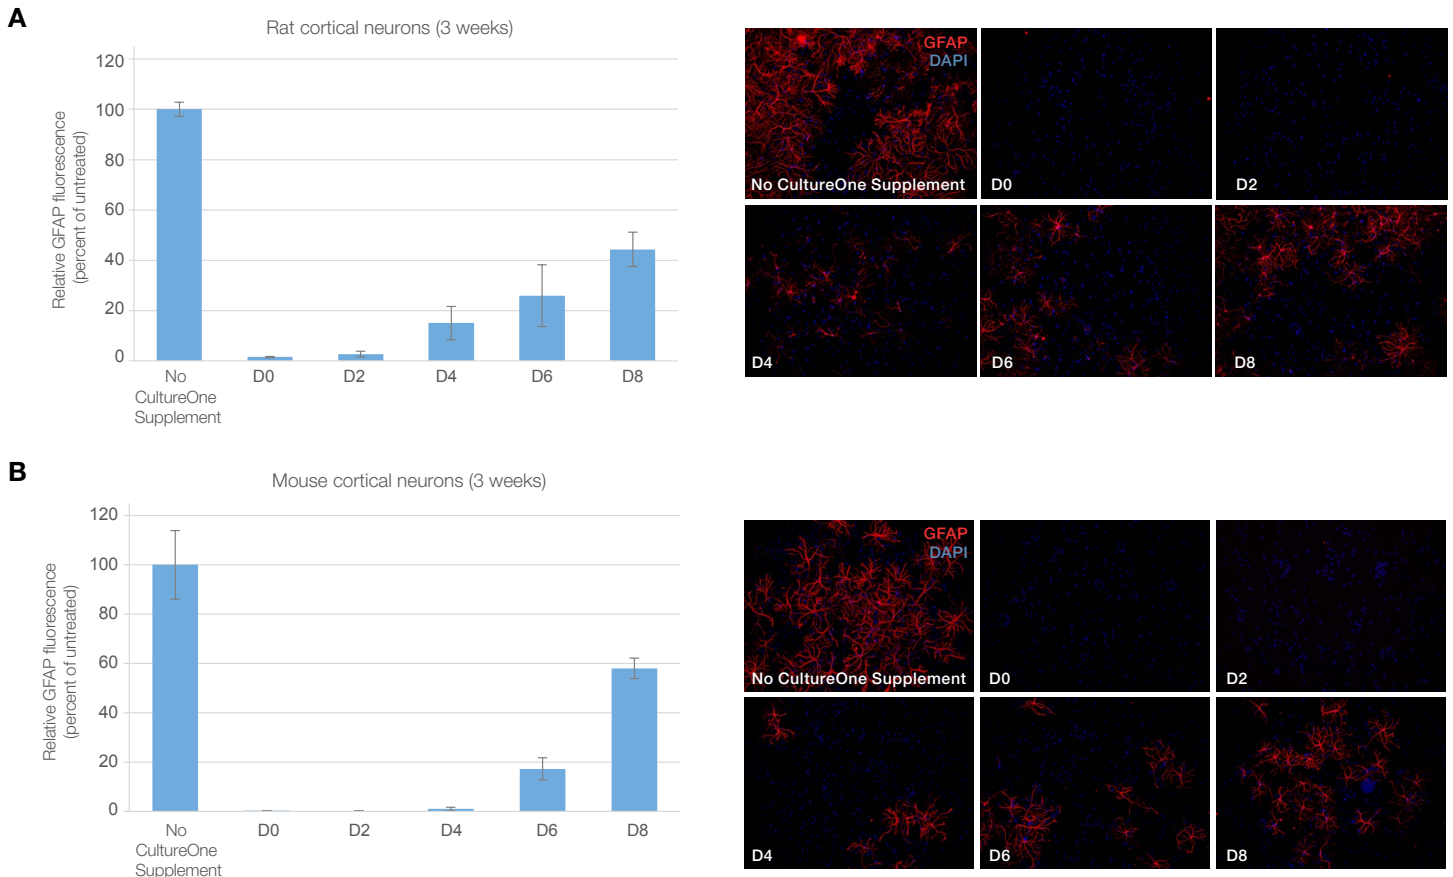 A
Rat cortical neurons (3 weeks)
Relative GFAP fluorescence
(percent of untreated)
120
100
80
60
40
20
0
No
CultureOne
Supplement
D0
D2
D4
D6
D8
GFAP
DAPI
No CultureOne Supplement
D0
D2
D4
D6
D8
B
Mouse cortical neurons (3 weeks)
Relative GFAP fluorescence
(percent of untreated)
120
100
80
60
40
20
0
No
CultureOne
Supplement
D0
D2
D4
D6
D8
GFAP
DAPI
No CultureOne Supplement
D0
D2
D4
D6
D8